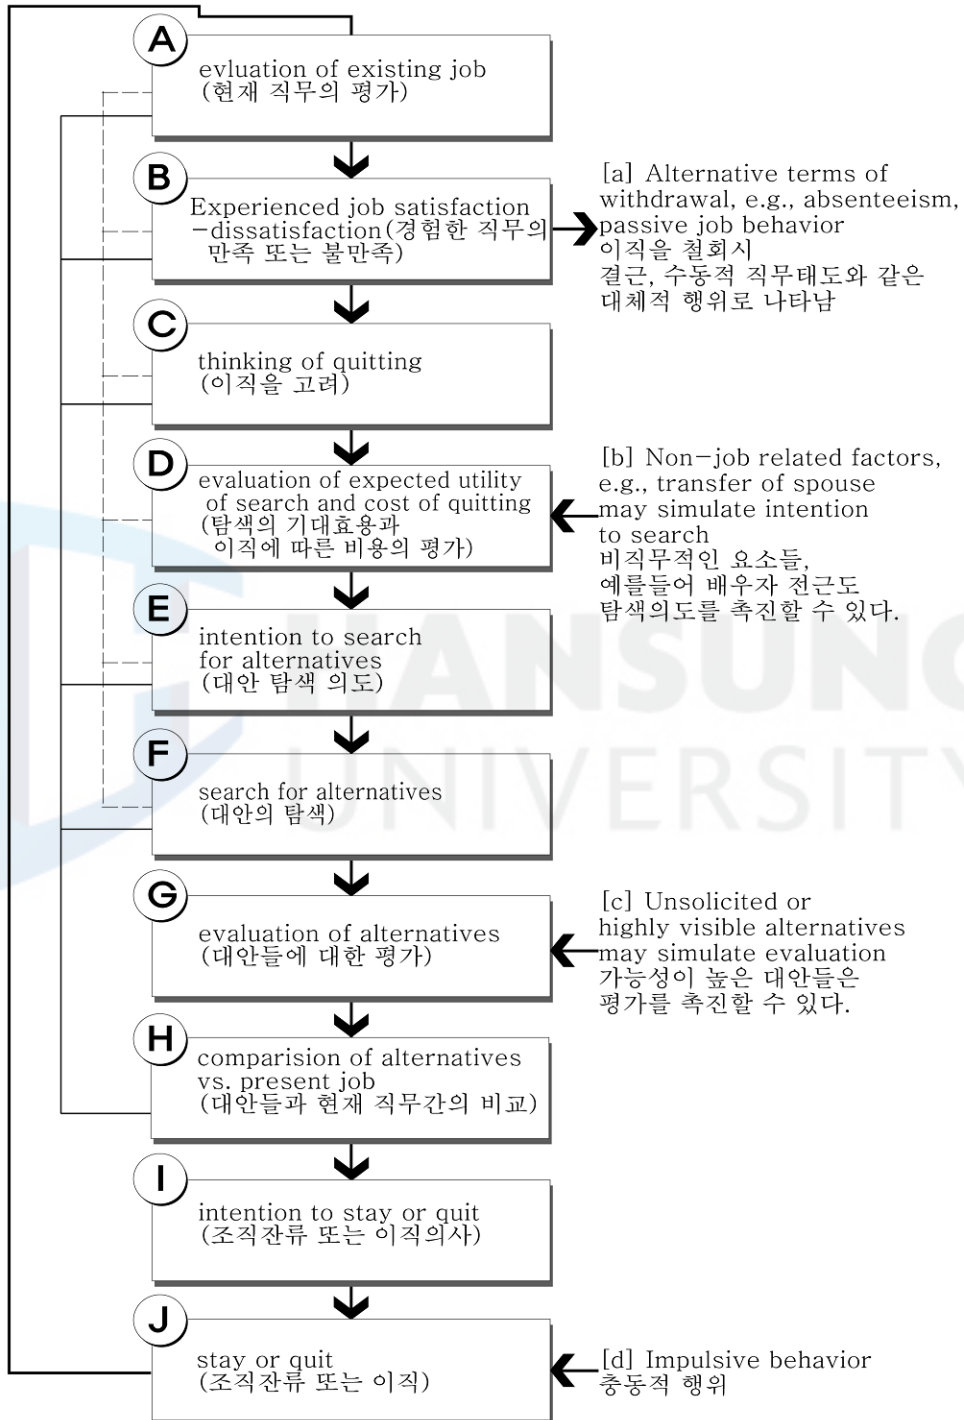 A
evluation of existing job
(현재 직무의 평가)
B
Experienced job satisfaction
-dissatisfaction(경험한 직무의
만족 또는 불만족)
[a] Alternative terms of
withdrawal, e.g., absenteeism,
passive job behavior
이직을 철회시
결근, 수동적 직무태도와 같은
대체적 행위로 나타남
C
thinking of quitting
(이직을 고려)
D
evaluation of expected utility
of search and cost of quitting
(탐색의 기대효용과
이직에 따른 비용의 평가)
[b] Non-job related factors,
e.g., transfer of spouse
may simulate intention
to search
비직무적인 요소들,
예를들어 배우자 전근도
탐색의도를 촉진할 수 있다.
E
intention to search
for alternatives
(대안 탐색 의도)
HANSUNG
UNIVERSITY
F
search for alternatives
(대안의 탐색)
G
evaluation of alternatives
(대안들에 대한 평가)
[c] Unsolicited or
highly visible alternatives
may simulate evaluation
가능성이 높은 대안들은
평가를 촉진할 수 있다.
H
comparision of alternatives
vs. present job
(대안들과 현재 직무간의 비교)
I
intention to stay or quit
(조직잔류 또는 이직의사)
J
stay or quit
(조직잔류 또는 이직)
[d] Impulsive behavior
충동적 행위